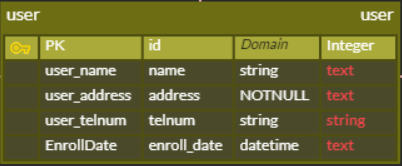 user user
PK id Domain Integer
user_name name string text
user_address address NOTNULL text
user_telnum telnum string string
EnrollDate enroll_date datetime text